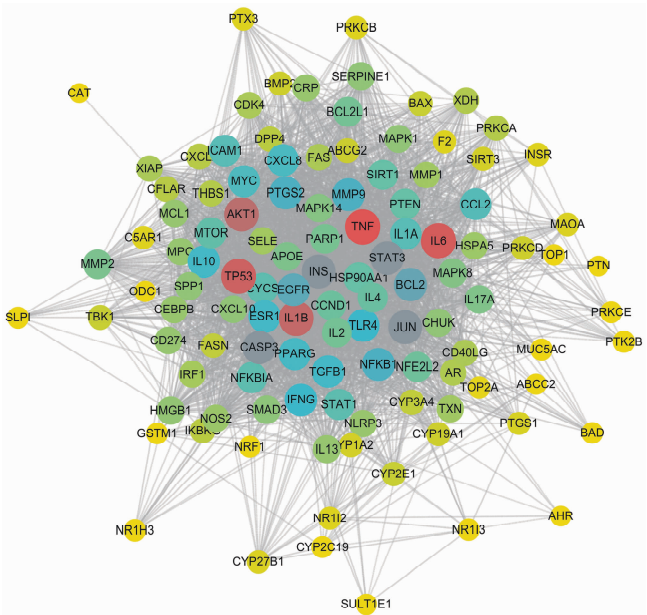 PTX3
PRKCB
CAT
BMP2
CRP
SERPINE1
CDK4
BCL2L1
BAX
XDH
DPP4
ABCG2
MAPK1
F2
PRKCA
CXCL
ICAM1
CXCL8
FAS
SIRT1
MMP1
SIRT3
INSR
XIAP
CFLAR
THBS1
MYC
PTGS2
MMP9
PTEN
CCL2
MCL1
AKT1
MAPK14
TNF
IL1A
IL6
MAOA
C5AR1
MTOR
SELE
PARP1
HSPA5
PRKCD
TOP1
MMP2
MPO
IL10
APOE
STAT3
MAPK8
PTN
ODC1
SPP1
TP53
CYCS
INS
HSP90AA1
BCL2
IL17A
SLPI
TBK1
CEBPB
CXCL10
EGFR
CCND1
IL4
PRKCE
ESR1
IL1B
IL2
TLR4
JUN
CHUK
PTK2B
CD274
FASN
CASP3
PPARG
NFKB1
NFE2L2
CD40LG
MUC5AC
IRF1
NFKBIA
TGFB1
AR
TOP2A
ABCC2
HMGB1
NOS2
SMAD3
IFNG
STAT1
CYP3A4
TXN
GSTM1
NLRP3
PTGS1
NRF1
IL13
YP1A2
CYP19A1
BAD
CYP2E1
NR1H3
NR1I2
NR1I3
AHR
CYP27B1
CYP2C19
SULT1E1